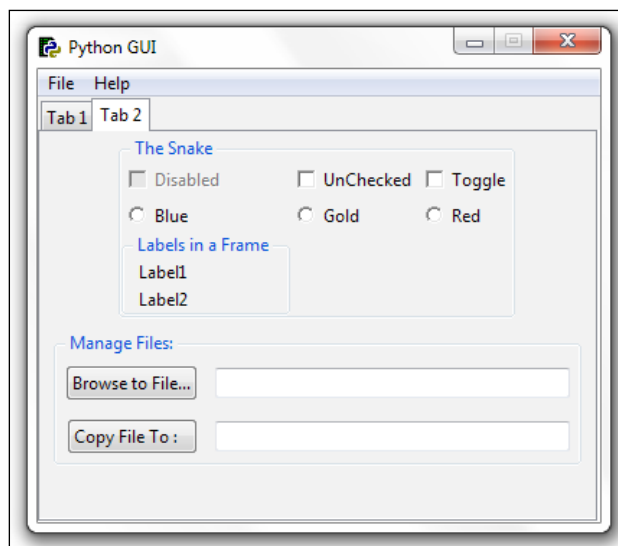 Python GUI
File Help
Tab 1 Tab 2
The Snake
Disabled UnChecked Toggle
Blue Gold Red
Labels in a Frame
Label1
Label2
Manage Files:
Browse to File...
Copy File To :